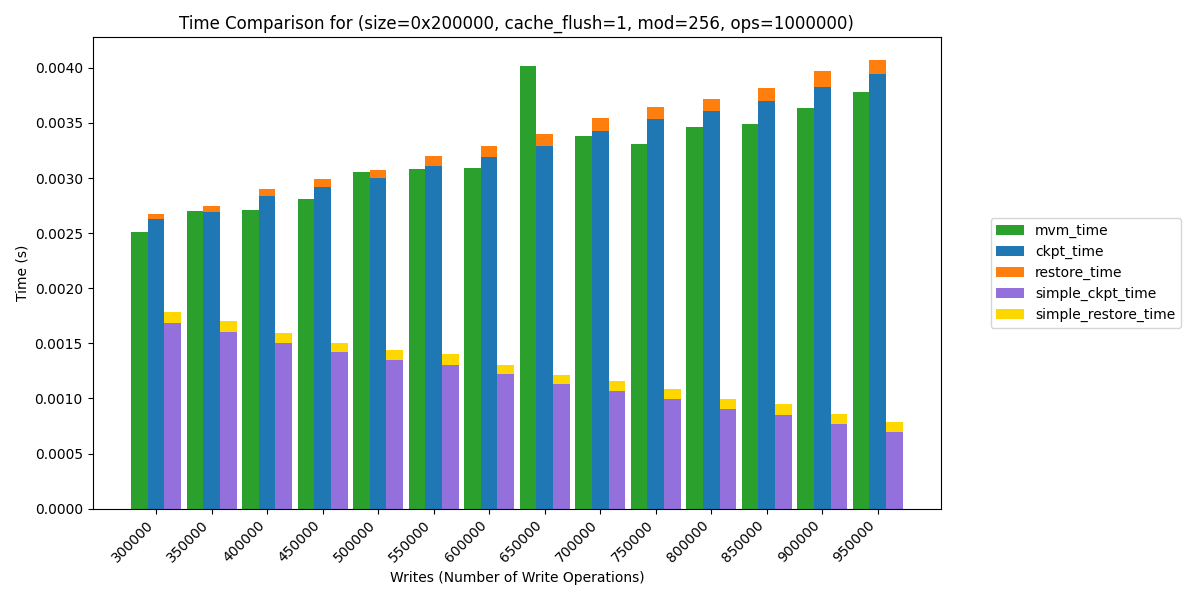 Time Comparison for (size=0x200000, cache_flush=1, mod=256, ops=1000000)
Time (s)
0.0040
0.0035
0.0030
0.0025
0.0020
0.0015
0.0010
0.0005
0.0000
300000
350000
400000
450000
500000
550000
600000
650000
700000
750000
800000
850000
900000
950000
Writes (Number of Write Operations)
mvm_time
ckpt_time
restore_time
simple_ckpt_time
simple_restore_time